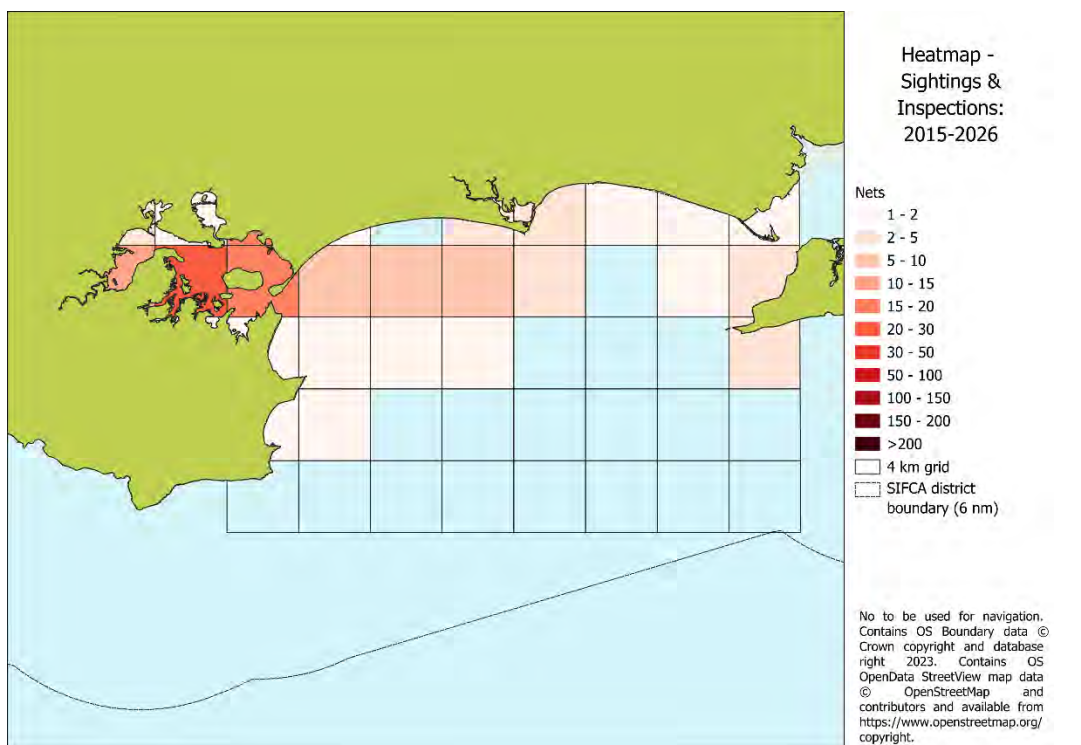 Heatmap -
Sightings &
Inspections:
2015-2026
Nets
1 - 2
2 - 5
5 - 10
10 - 15
15 - 20
20 - 30
30 - 50
50 - 100
100 - 150
150 - 200
>200
4 km grid
SIFCA district
boundary (6 nm)
No to be used for navigation.
Contains OS Boundary data ©
Crown copyright and database
right 2023. Contains OS
OpenData StreetView map data
© OpenStreetMap and
contributors and available from
https://www.openstreetmap.org/
copyright.